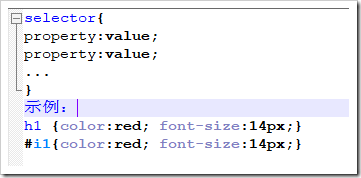 selector{
property:value;
property:value;
...
}
示例：
h1 {color:red; font-size:14px;}
#i1{color:red; font-size:14px;}